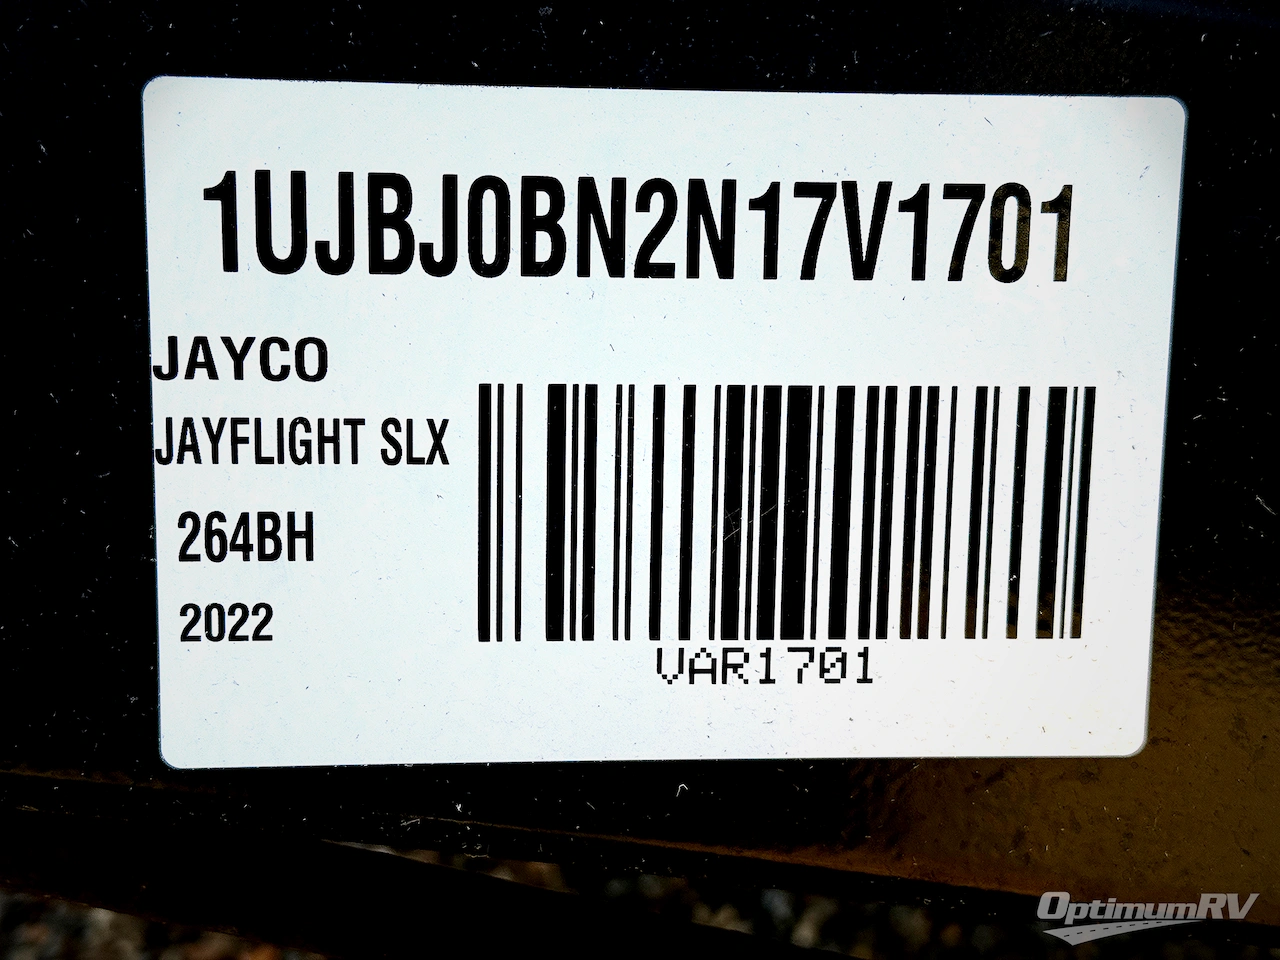 1UJBJ0BN2N17V1701
JAYCO
JAYFLIGHT SLX
264BH
2022
VAR1701
OptimumRV